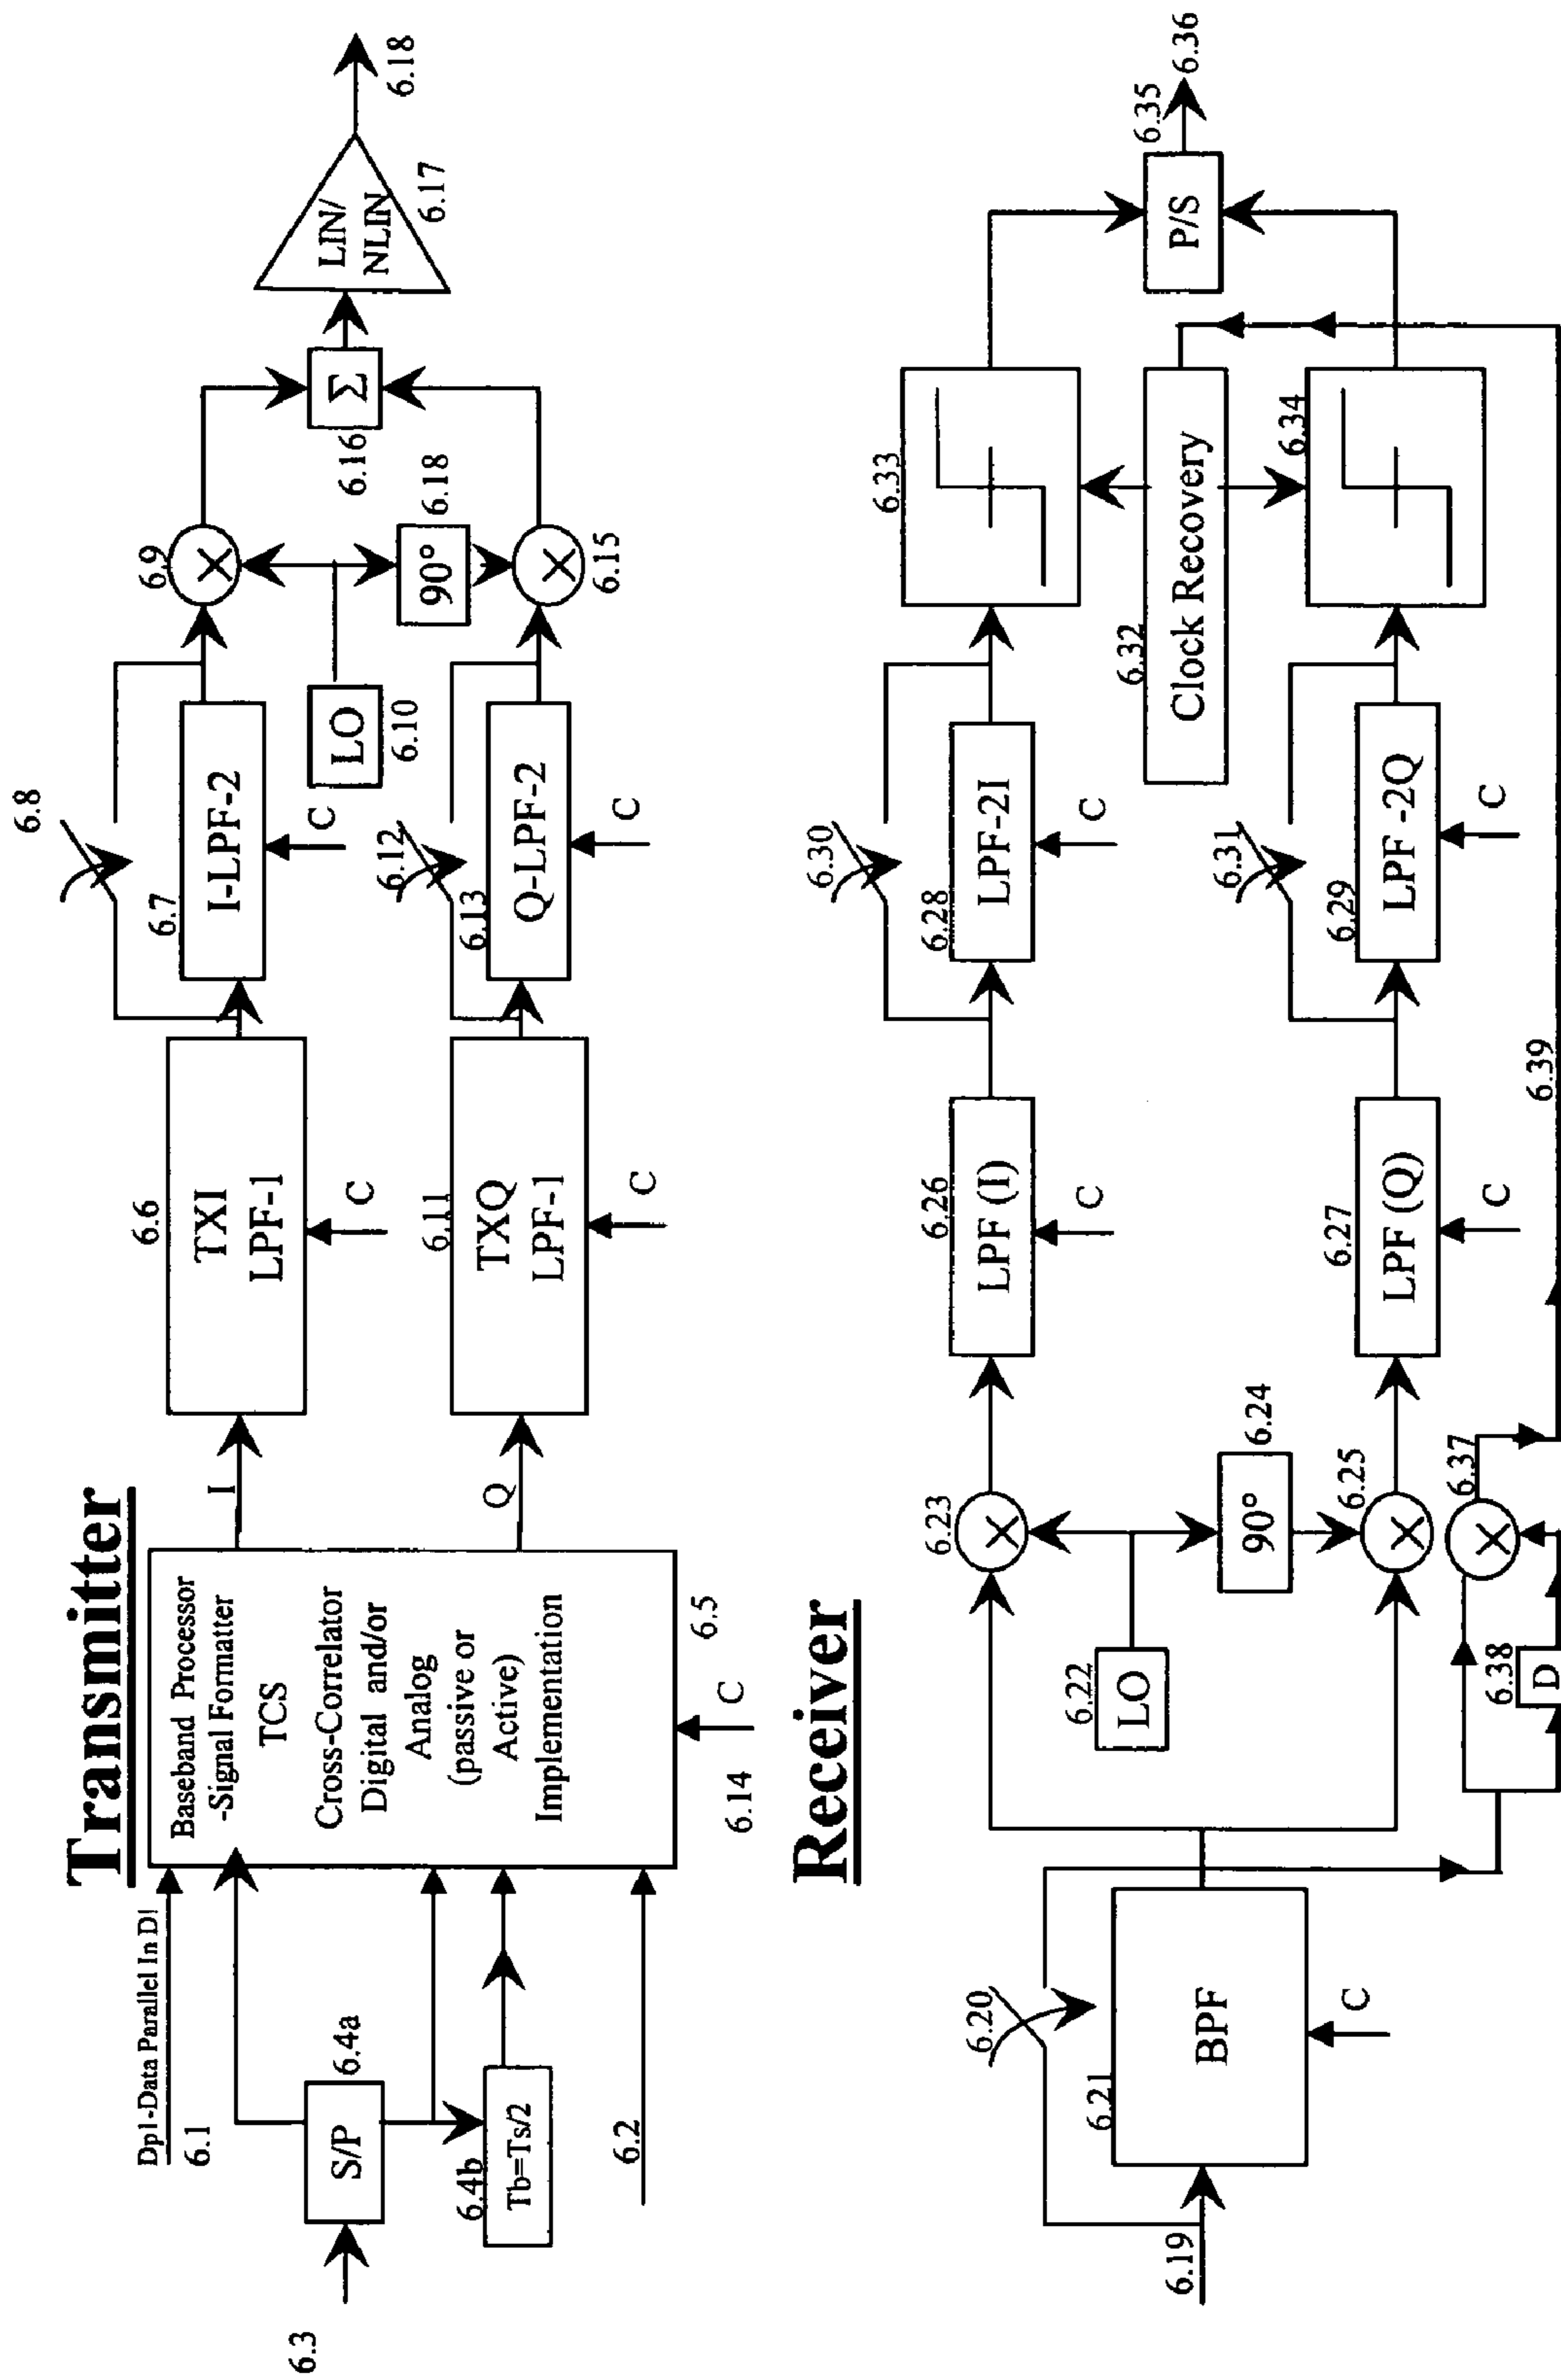 Transmitter
Dp1-Data Parallel In D!
6.1
6.3
S/P
6.4a
6.4b
Tb=Ts/2
6.2
Baseband Processor
-Signal Formatter
TCS
Cross-Correlator
Digital and/or
Analog
(passive or
Active)
Implementation
6.14
C
6.5
I
Q
6.6
TXI
LPF-1
C
6.11
TXQ
LPF-1
C
6.8
6.7
I-LPF-2
C
6.12
6.13
Q-LPF-2
C
LO
6.10
6.9
90°
6.18
6.15
Σ
6.16
LIN/
NLIN
6.17
6.18
Receiver
6.19
6.20
6.21
BPF
C
6.22
LO
6.23
90°
6.24
6.25
6.37
6.38
D
6.39
6.26
LPF (I)
C
6.27
LPF (Q)
C
6.30
6.28
LPF-2I
C
6.31
6.29
LPF -2Q
C
6.32
Clock Recovery
6.33
6.34
P/S
6.35
6.36